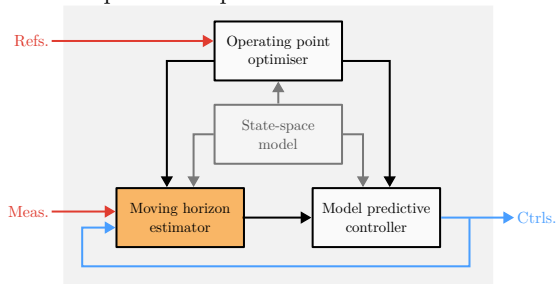 Refs.
Operating point
optimiser
State-space
model
Meas.
Moving horizon
estimator
Model predictive
controller
Ctrls.